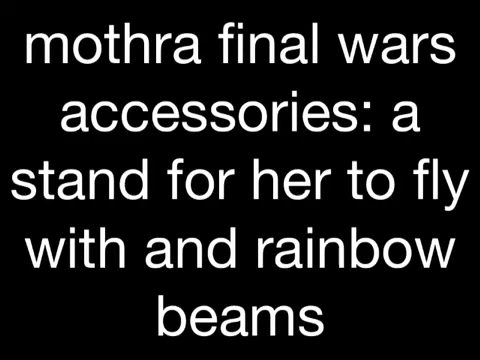 mothra final wars
accessories: a
stand for her to fly
with and rainbow
beams